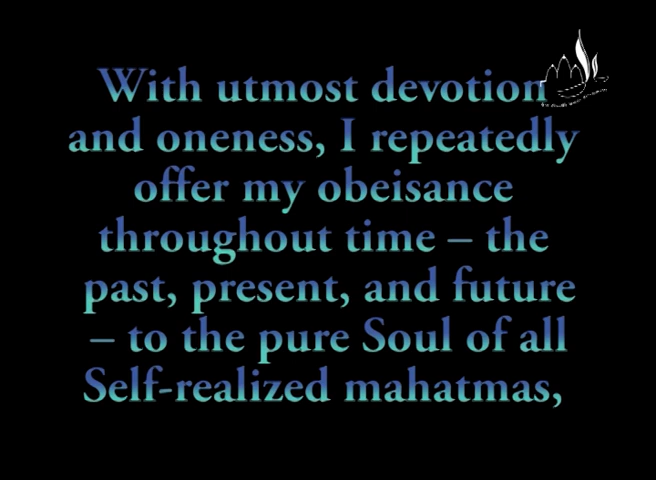 With utmost devotion
and oneness, I repeatedly
offer my obeisance
throughout time – the
past, present, and future
– to the pure Soul of all
Self-realized mahatmas,